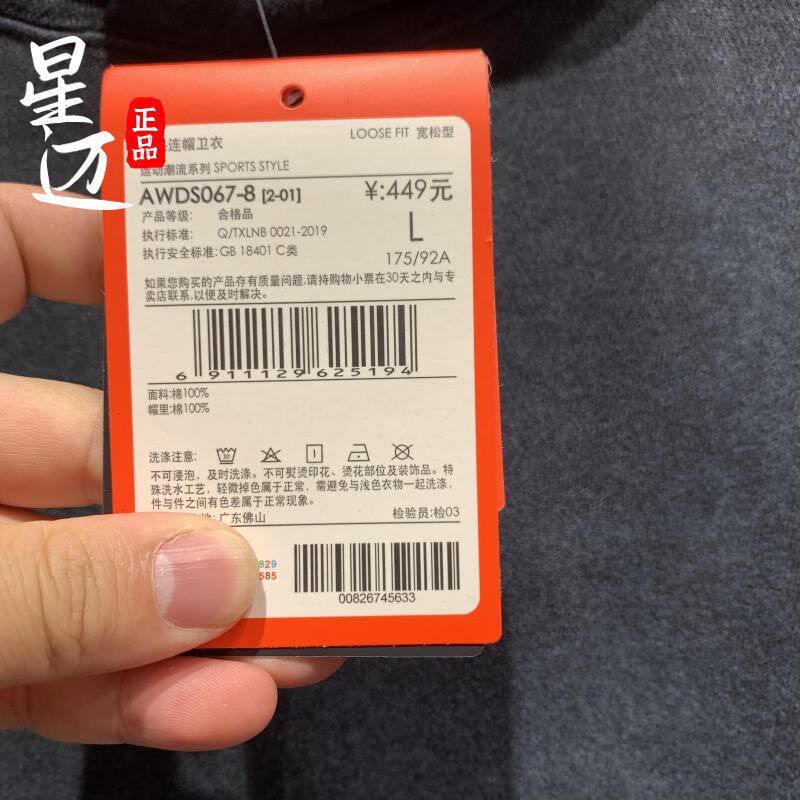 星迈
正品
连帽卫衣
LOOSE FIT 宽松型
运动潮流系列 SPORTS STYLE
AWDS067-8 [2-01]
¥:449元
产品等级: 合格品
执行标准: Q/TXLNB 0021-2019
L
执行安全标准: GB 18401 C类
175/92A
如果您购买的产品存有质量问题,请持购物小票在30天之内与专
卖店联系,以便及时解决。
6 911129 625194
面料:棉100%
帽里:棉100%
洗涤注意:
30
不可浸泡，及时洗涤。不可熨烫印花、烫花部位及装饰品。特
殊洗水工艺，轻微掉色属于正常，需避免与浅色衣物一起洗涤，
件与件之间有色差属于正常现象。
地: 广东佛山
检验员:检03
829
585
00826745633